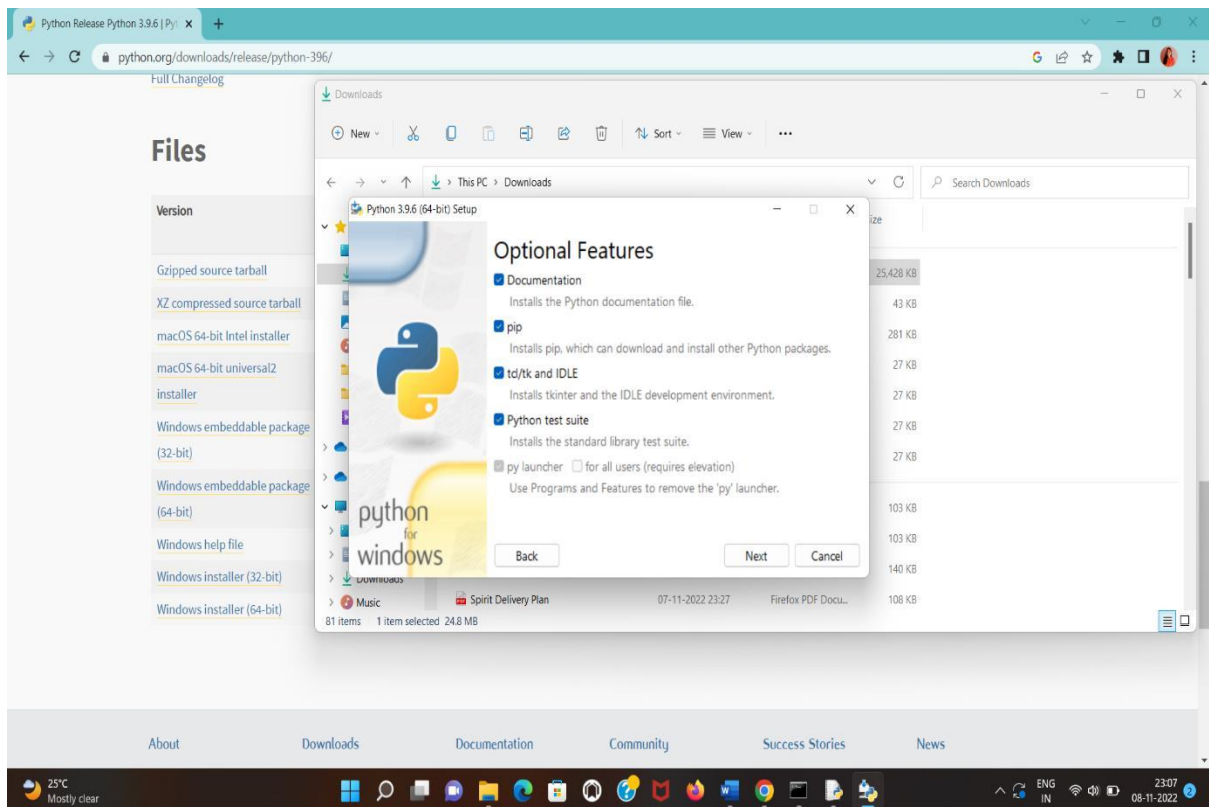 Python Release Python 3.9.6 | Py
python.org/downloads/release/python-396/
Full Changelog
Files
Version
Gzipped source tarball
XZ compressed source tarball
macOS 64-bit Intel installer
macOS 64-bit universal2
installer
Windows embeddable package
(32-bit)
Windows embeddable package
(64-bit)
Windows help file
Windows installer (32-bit)
Windows installer (64-bit)
Downloads
New
Sort
View
This PC > Downloads
Search Downloads
ize
25,428 KB
43 KB
281 KB
27 KB
27 KB
27 KB
27 KB
103 KB
103 KB
140 KB
Python 3.9.6 (64-bit) Setup
Optional Features
Documentation
Installs the Python documentation file.
pip
Installs pip, which can download and install other Python packages.
td/tk and IDLE
Installs tkinter and the IDLE development environment.
Python test suite
Installs the standard library test suite.
py launcher for all users (requires elevation)
Use Programs and Features to remove the 'py' launcher.
python
for
windows
Back Next Cancel
Downloads
Music
Spirit Delivery Plan 07-11-2022 23:27 Firefox PDF Docu... 108 KB
81 items 1 item selected 24.8 MB
About Downloads Documentation Community Success Stories News
25°C
Mostly clear
ENG
IN
23:07
08-11-2022
2